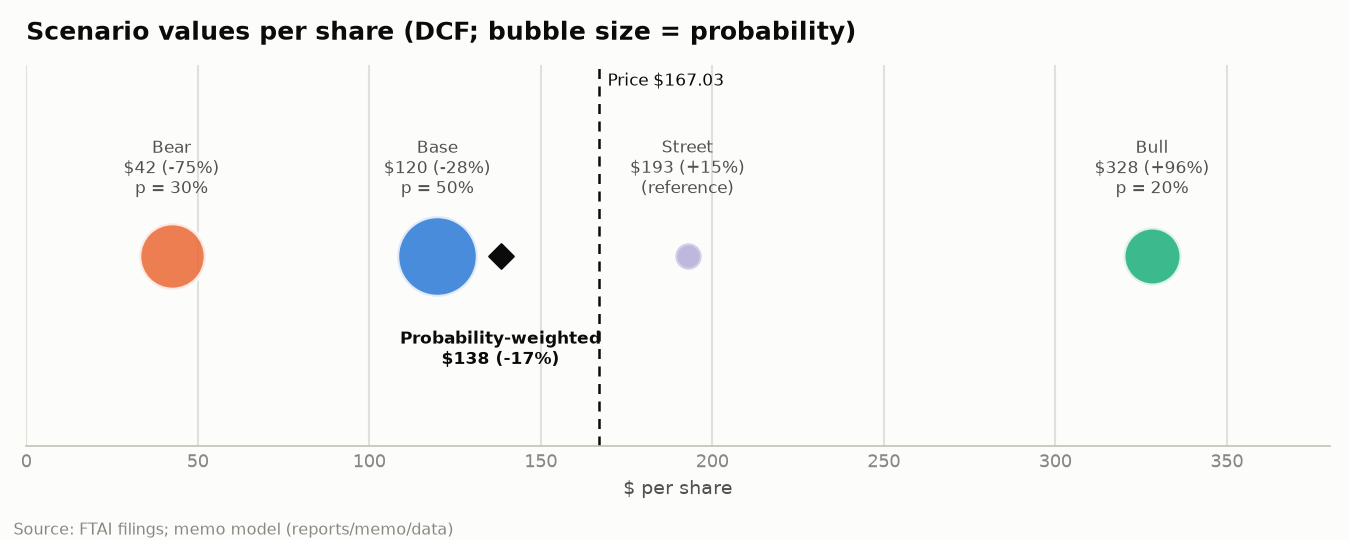 Scenario values per share (DCF; bubble size = probability)
Price $167.03
Bear
$42 (-75%)
p = 30%
Base
$120 (-28%)
p = 50%
Street
$193 (+15%)
(reference)
Bull
$328 (+96%)
p = 20%
Probability-weighted
$138 (-17%)
0 50 100 150 200 250 300 350
$ per share
Source: FTAI filings; memo model (reports/memo/data)